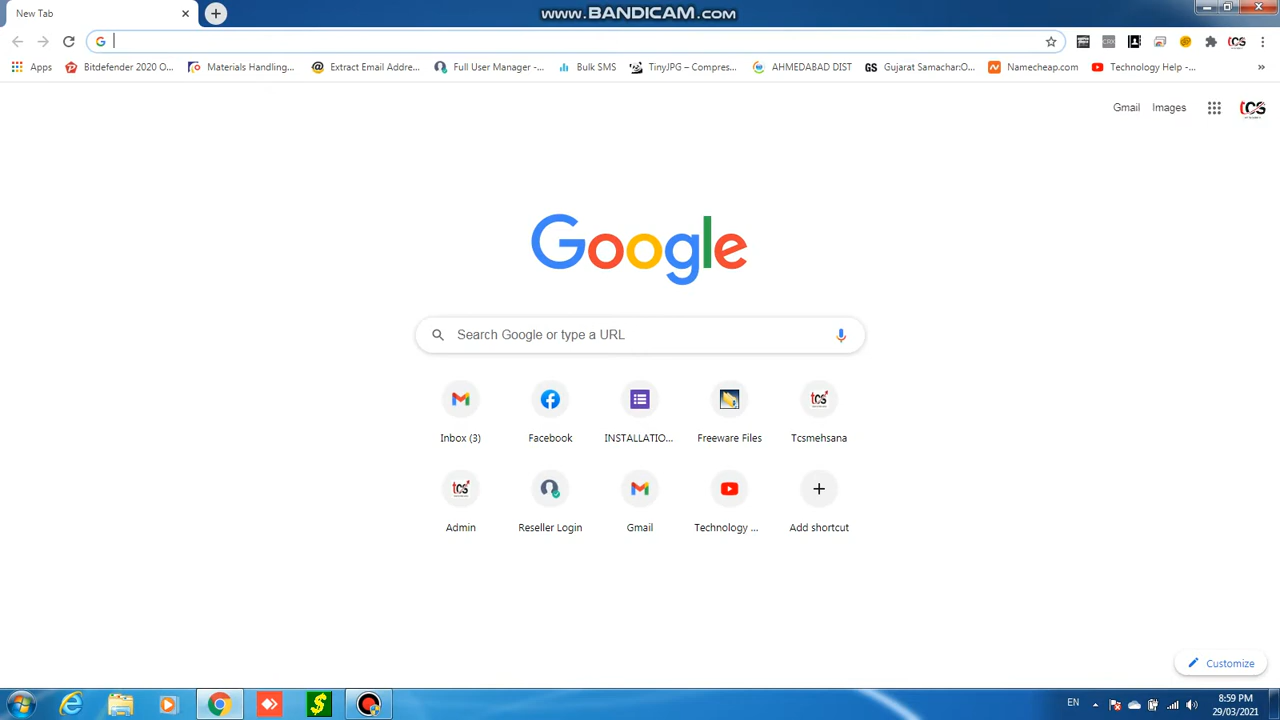 New Tab
www.BANDICAM.com
Apps
Bitdefender 2020 O...
Materials Handling...
Extract Email Addre...
Full User Manager -...
Bulk SMS
TinyJPG – Compres...
AHMEDABAD DIST
GS Gujarat Samachar:O...
Namecheap.com
Technology Help -...
»
Gmail Images
Google
Search Google or type a URL
Inbox (3)
Facebook
INSTALLATIO...
Freeware Files
Tcsmehsana
Admin
Reseller Login
Gmail
Technology ...
Add shortcut
Customize
EN
8:59 PM
29/03/2021